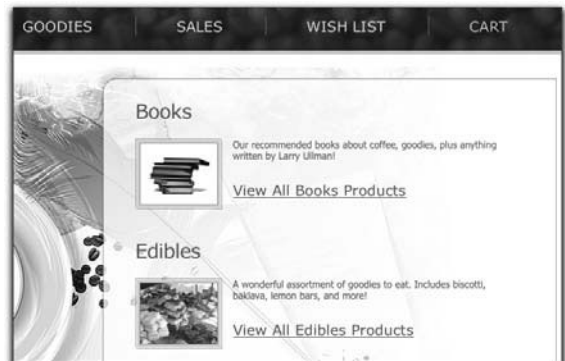 GOODIES SALES WISH LIST CART
Books
Our recommended books about coffee, goodies, plus anything
written by Larry Ullman!
View All Books Products
Edibles
A wonderful assortment of goodies to eat. Includes biscotti,
baklava, lemon bars, and more!
View All Edibles Products